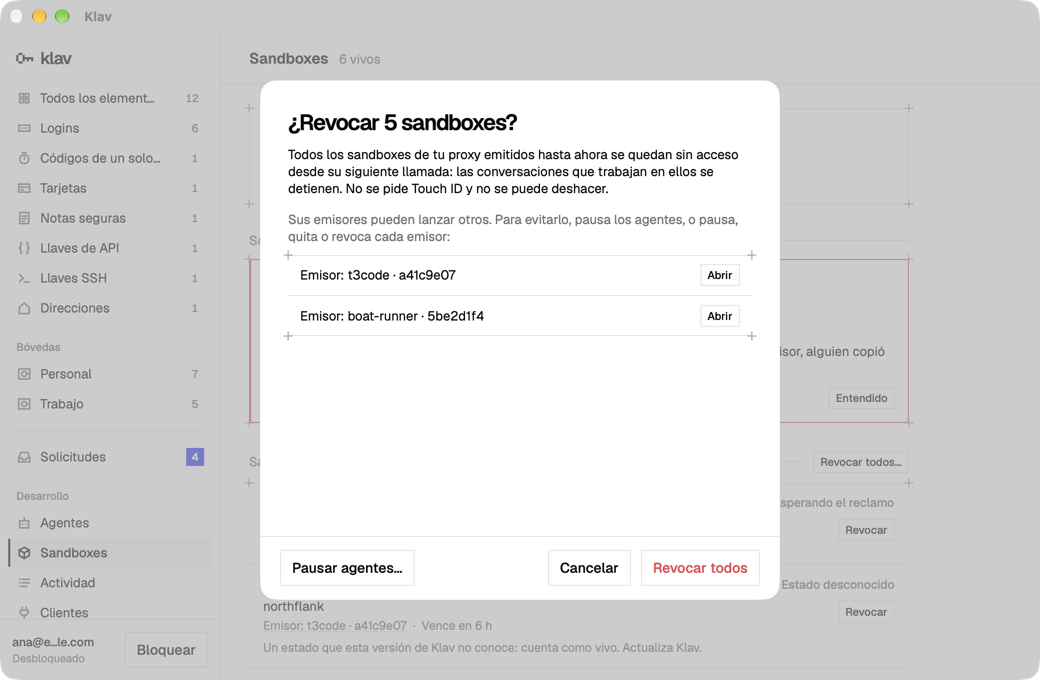 Klav
klav
Sandboxes 6 vivos
Todos los element... 12
Logins 6
Códigos de un solo... 1
Tarjetas 1
Notas seguras 1
Llaves de API 1
Llaves SSH 1
Direcciones 1
Bóvedas
Personal 7
Trabajo 5
Solicitudes 4
Desarrollo
Agentes
Sandboxes
Actividad
Clientes
ana@e...le.com
Desbloqueado
Bloquear
¿Revocar 5 sandboxes?
Todos los sandboxes de tu proxy emitidos hasta ahora se quedan sin acceso
desde su siguiente llamada: las conversaciones que trabajan en ellos se
detienen. No se pide Touch ID y no se puede deshacer.
Sus emisores pueden lanzar otros. Para evitarlo, pausa los agentes, o pausa,
quita o revoca cada emisor:
Emisor: t3code · a41c9e07 Abrir
Emisor: boat-runner · 5be2d1f4 Abrir
Pausar agentes... Cancelar Revocar todos
isor, alguien copió
Entendido
Revocar todos...
sperando el reclamo
Revocar
Estado desconocido
northflank
Revocar
Emisor: t3code · a41c9e07 · Vence en 6 h
Un estado que esta versión de Klav no conoce: cuenta como vivo. Actualiza Klav.